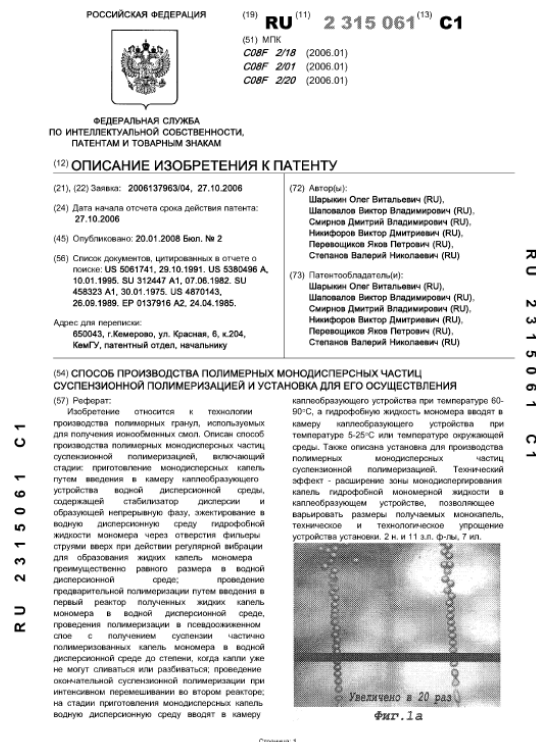 РОССИЙСКАЯ ФЕДЕРАЦИЯ
ФЕДЕРАЛЬНАЯ СЛУЖБА
ПО ИНТЕЛЛЕКТУАЛЬНОЙ СОБСТВЕННОСТИ,
ПАТЕНТАМ И ТОВАРНЫМ ЗНАКАМ
(19) RU (11) 2 315 061 (13) C1
(51) МПК
C08F 2/18 (2006.01)
C08F 2/01 (2006.01)
C08F 2/20 (2006.01)
(12) ОПИСАНИЕ ИЗОБРЕТЕНИЯ К ПАТЕНТУ
(21), (22) Заявка: 2006137963/04, 27.10.2006
(24) Дата начала отсчета срока действия патента:
27.10.2006
(45) Опубликовано: 20.01.2008 Бюл. № 2
(56) Список документов, цитированных в отчете о
поиске: US 5061741, 29.10.1991. US 5380496 A,
10.01.1995. SU 312447 A1, 07.06.1982. SU
458323 A1, 30.01.1975. US 4870143,
26.09.1989. EP 0137916 A2, 24.04.1985.
Адрес для переписки:
650043, г.Кемерово, ул. Красная, 6, к.204,
КемГУ, патентный отдел, начальнику
(72) Автор(ы):
Шарыкин Олег Витальевич (RU),
Шаповалов Виктор Владимирович (RU),
Смирнов Дмитрий Владимирович (RU),
Никифоров Виктор Дмитриевич (RU),
Перевощиков Яков Петрович (RU),
Степанов Валерий Николаевич (RU)
(73) Патентообладатель(и):
Шарыкин Олег Витальевич (RU),
Шаповалов Виктор Владимирович (RU),
Смирнов Дмитрий Владимирович (RU),
Никифоров Виктор Дмитриевич (RU),
Перевощиков Яков Петрович (RU),
Степанов Валерий Николаевич (RU)
(54) СПОСОБ ПРОИЗВОДСТВА ПОЛИМЕРНЫХ МОНОДИСПЕРСНЫХ ЧАСТИЦ
СУСПЕНЗИОННОЙ ПОЛИМЕРИЗАЦИЕЙ И УСТАНОВКА ДЛЯ ЕГО ОСУЩЕСТВЛЕНИЯ
(57) Реферат:
Изобретение относится к технологии
производства полимерных гранул, используемых
для получения ионообменных смол. Описан способ
производства полимерных монодисперсных частиц
суспензионной полимеризацией, включающий
стадии: приготовление монодисперсных капель
путем введения в камеру каплеобразующего
устройства водной дисперсионной среды,
содержащей стабилизатор дисперсии и
образующей непрерывную фазу, эжектирование в
водную дисперсионную среду гидрофобной
жидкости мономера через отверстия фильеры
струями вверх при действии регулярной вибрации
для образования жидких капель мономера
преимущественно равного размера в водной
дисперсионной среде; проведение
предварительной полимеризации путем введения в
первый реактор полученных жидких капель
мономера в водной дисперсионной среде,
проведения полимеризации в псевдоожиженном
слое с получением суспензии частично
полимеризованных капель мономера в водной
дисперсионной среде до степени, когда капли уже
не могут сливаться или разбиваться; проведение
окончательной суспензионной полимеризации при
интенсивном перемешивании во втором реакторе;
на стадии приготовления монодисперсных капель
водную дисперсионную среду вводят в камеру
каплеобразующего устройства при температуре 60-
90°С, а гидрофобную жидкость мономера вводят в
камеру каплеобразующего устройства при
температуре 5-25°С или температуре окружающей
среды. Также описана установка для производства
полимерных монодисперсных частиц
суспензионной полимеризацией. Технический
эффект - расширение зоны монодиспергирования
капель гидрофобной мономерной жидкости в
каплеобразующем устройстве, позволяющее
варьировать размеры получаемых монокапель,
техническое и технологическое упрощение
устройства установки. 2 н. и 11 з.п. ф-лы, 7 ил.
Увеличено в 20 раз
Фиг.1а
RU 2315061 C1
RU 2315061 C1
Страница: 1